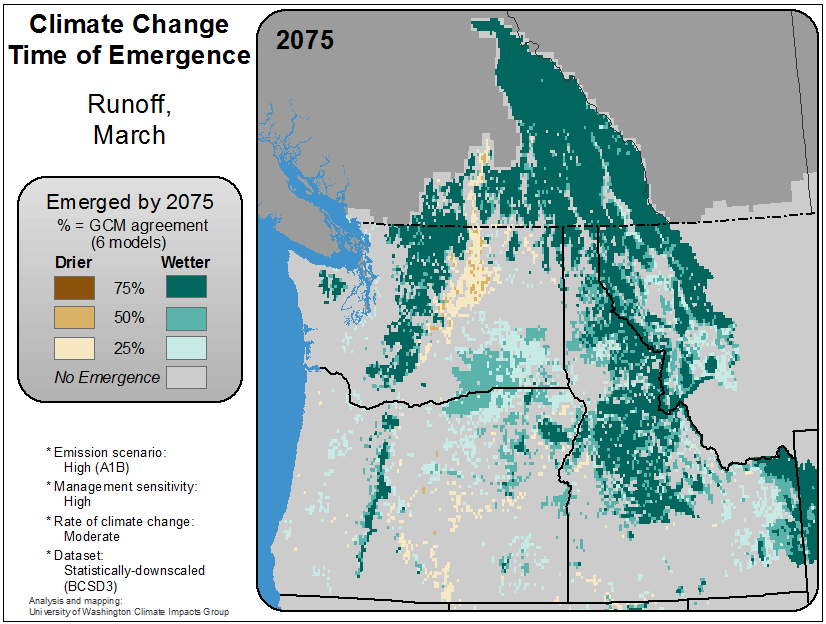 Climate Change
Time of Emergence
Runoff,
March
Emerged by 2075
% = GCM agreement
(6 models)
Drier Wetter
75%
50%
25%
No Emergence
* Emission scenario:
High (A1B)
* Management sensitivity:
High
* Rate of climate change:
Moderate
* Dataset:
Statistically-downscaled
(BCSD3)
Analysis and mapping:
University of Washington Climate Impacts Group
2075